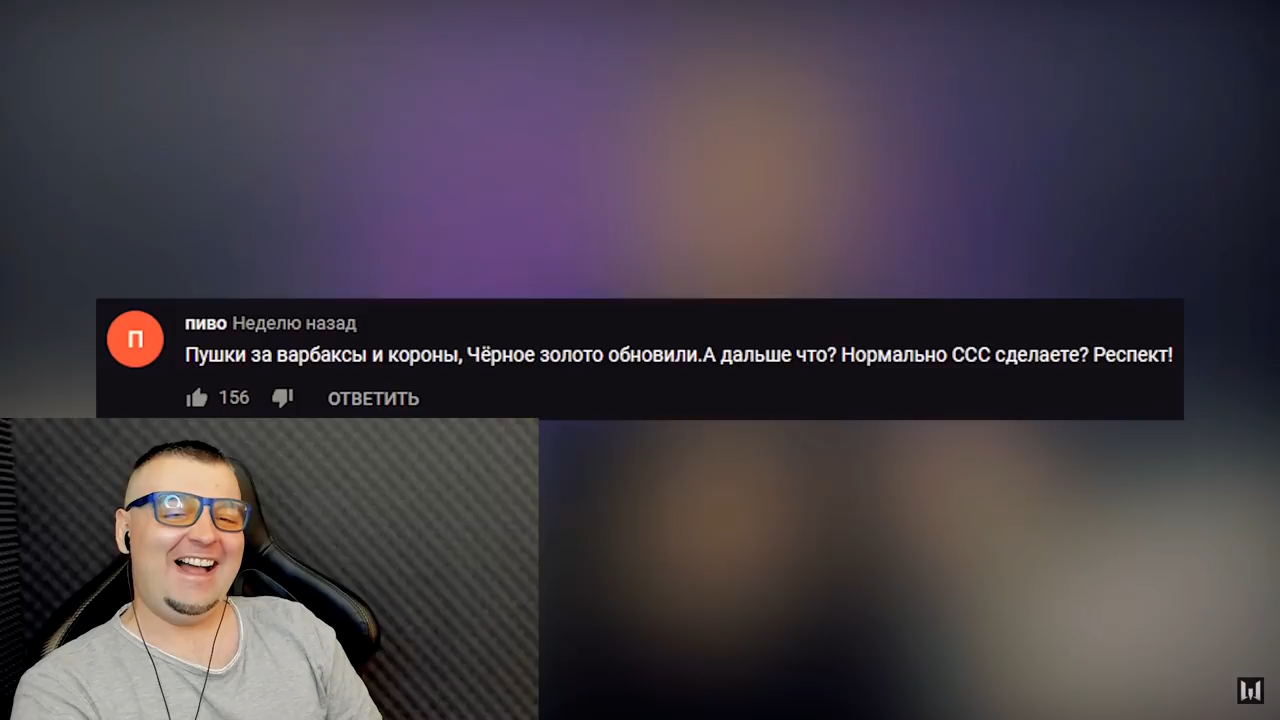 П
пиво Неделю назад
Пушки за варбаксы и короны, Чёрное золото обновили.А дальше что? Нормально ССС сделаете? Респект!
156 ОТВЕТИТЬ